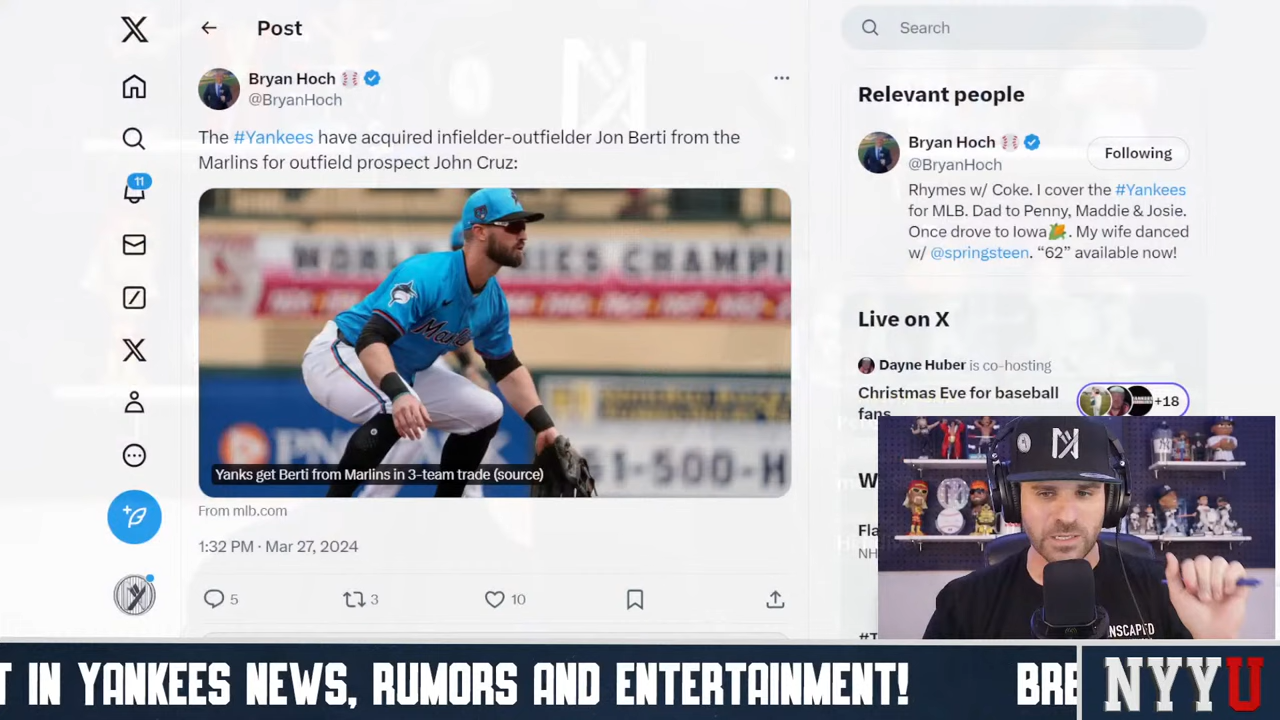 Post
Bryan Hoch
@BryanHoch
The #Yankees have acquired infielder-outfielder Jon Berti from the
Marlins for outfield prospect John Cruz:
Yanks get Berti from Marlins in 3-team trade (source)
From mlb.com
1:32 PM · Mar 27, 2024
5
3
10
11
Search
Relevant people
Bryan Hoch
@BryanHoch
Following
Rhymes w/ Coke. I cover the #Yankees
for MLB. Dad to Penny, Maddie & Josie.
Once drove to Iowa🌽. My wife danced
w/ @springsteen. “62” available now!
Live on X
Dayne Huber is co-hosting
Christmas Eve for baseball
fans
+18
T IN YANKEES NEWS, RUMORS AND ENTERTAINMENT!
BRE
NYYU